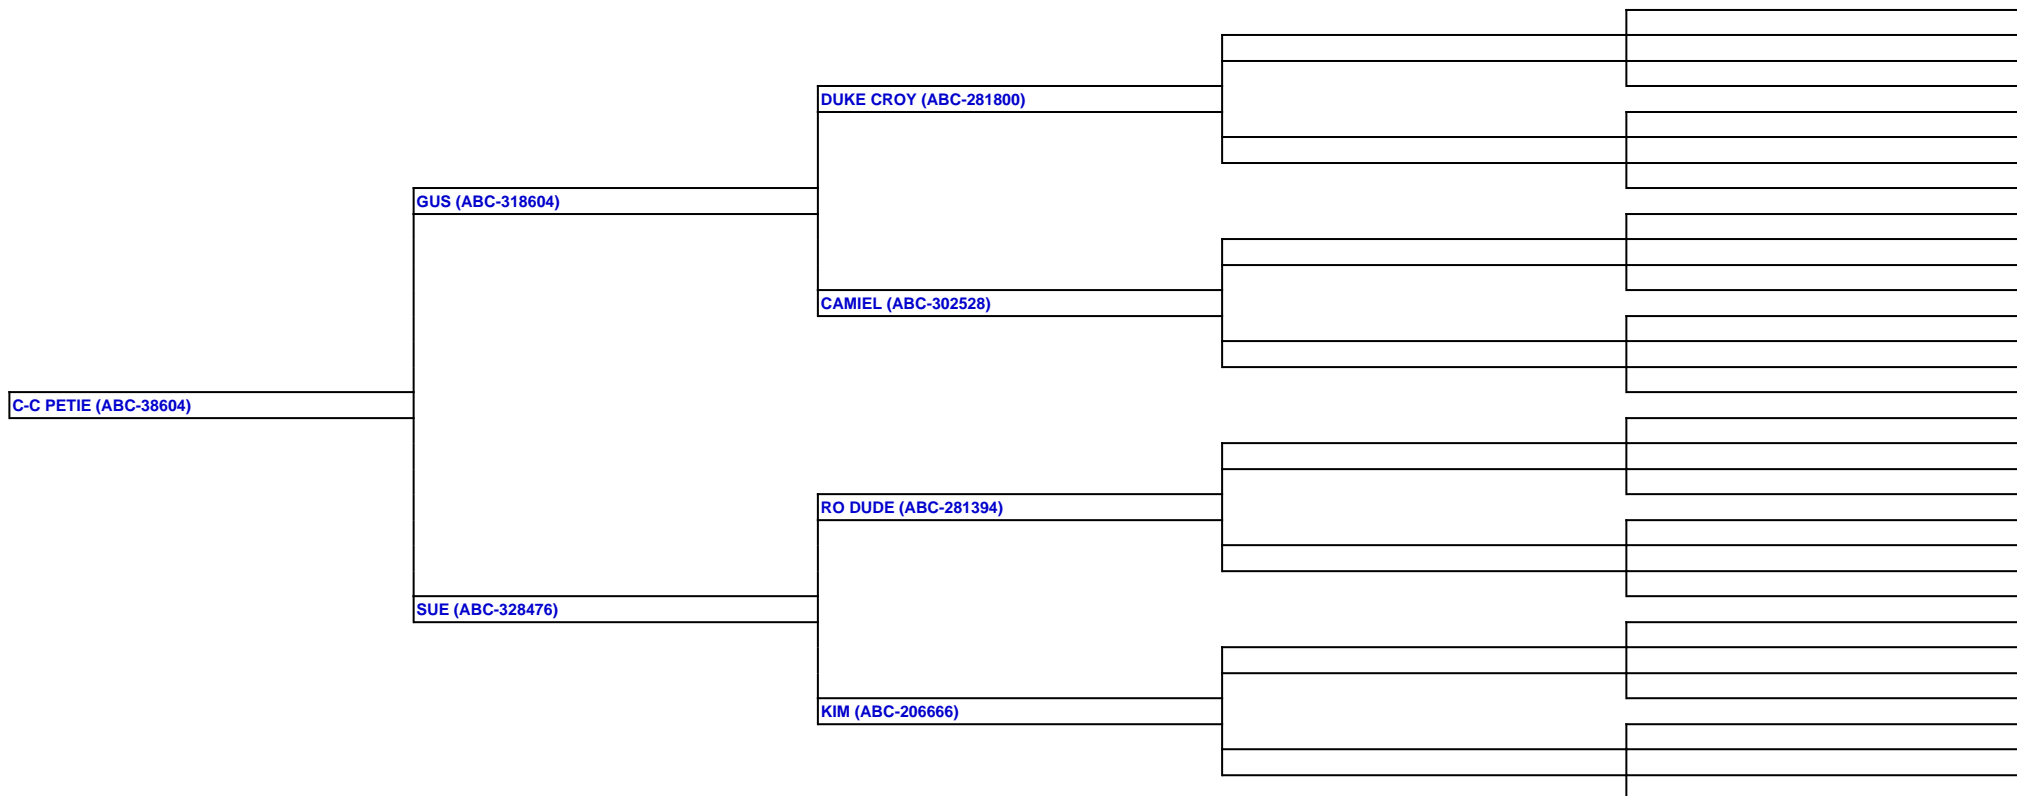 DUKE CROY (ABC-281800)
GUS (ABC-318604)
CAMIEL (ABC-302528)
C-C PETIE (ABC-38604)
RO DUDE (ABC-281394)
SUE (ABC-328476)
KIM (ABC-206666)